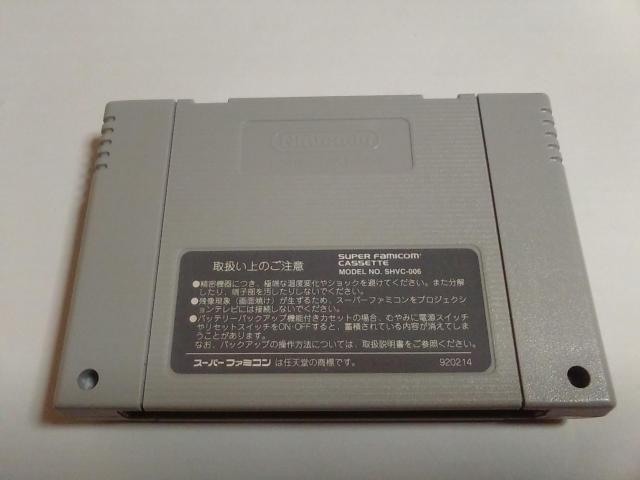 Nintendo
取扱い上のご注意
SUPER FAMICOM
CASSETTE
MODEL NO. SHVC-006
●精密機器につき、極端な温度変化やショックを避けてください。また分解
したり、端子部を汚したりしないでください。
●残像現象（画面焼け）が生ずるため、スーパーファミコンをプロジェクシ
ョンテレビには接続しないでください。
●バッテリーバックアップ機能付きカセットの場合、むやみに電源スイッチ
やリセットスイッチをON・OFFすると、蓄積されている内容が消えてしま
うことがあります。
なお、バックアップの操作方法については、取扱説明書をご参照ください。
スーパーファミコン は任天堂の商標です。
920214